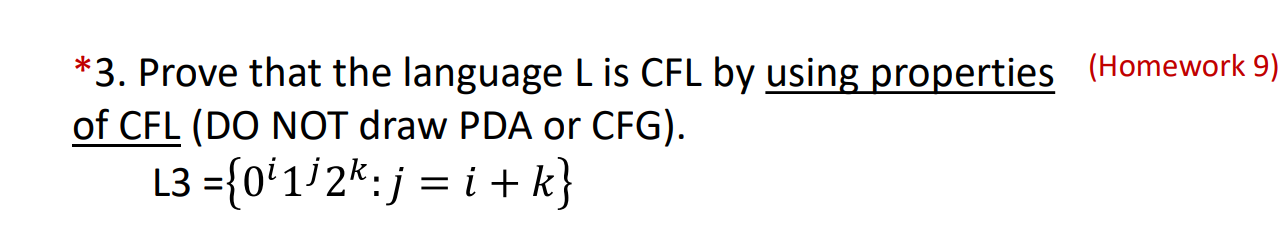 *3. Prove that the language L is CFL by using properties (Homework 9)
of CFL (DO NOT draw PDA or CFG).
L3 ={0^i 1^j 2^k : j = i + k}